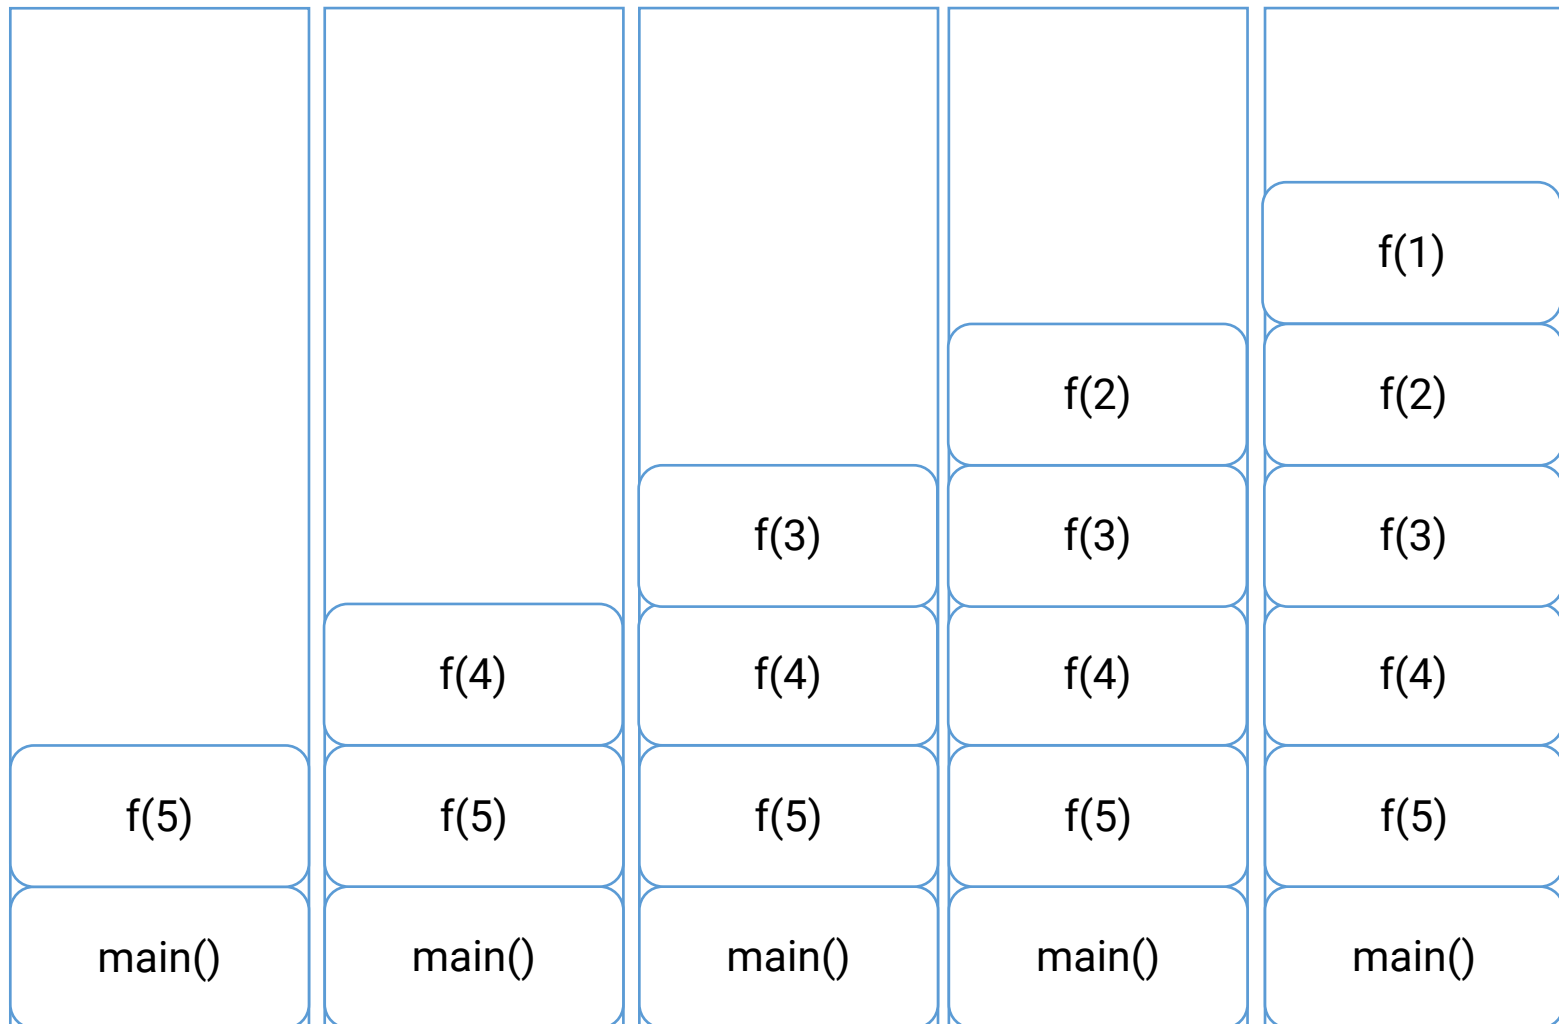 f(5)
main()
f(4)
f(5)
main()
f(3)
f(4)
f(5)
main()
f(2)
f(3)
f(4)
f(5)
main()
f(1)
f(2)
f(3)
f(4)
f(5)
main()